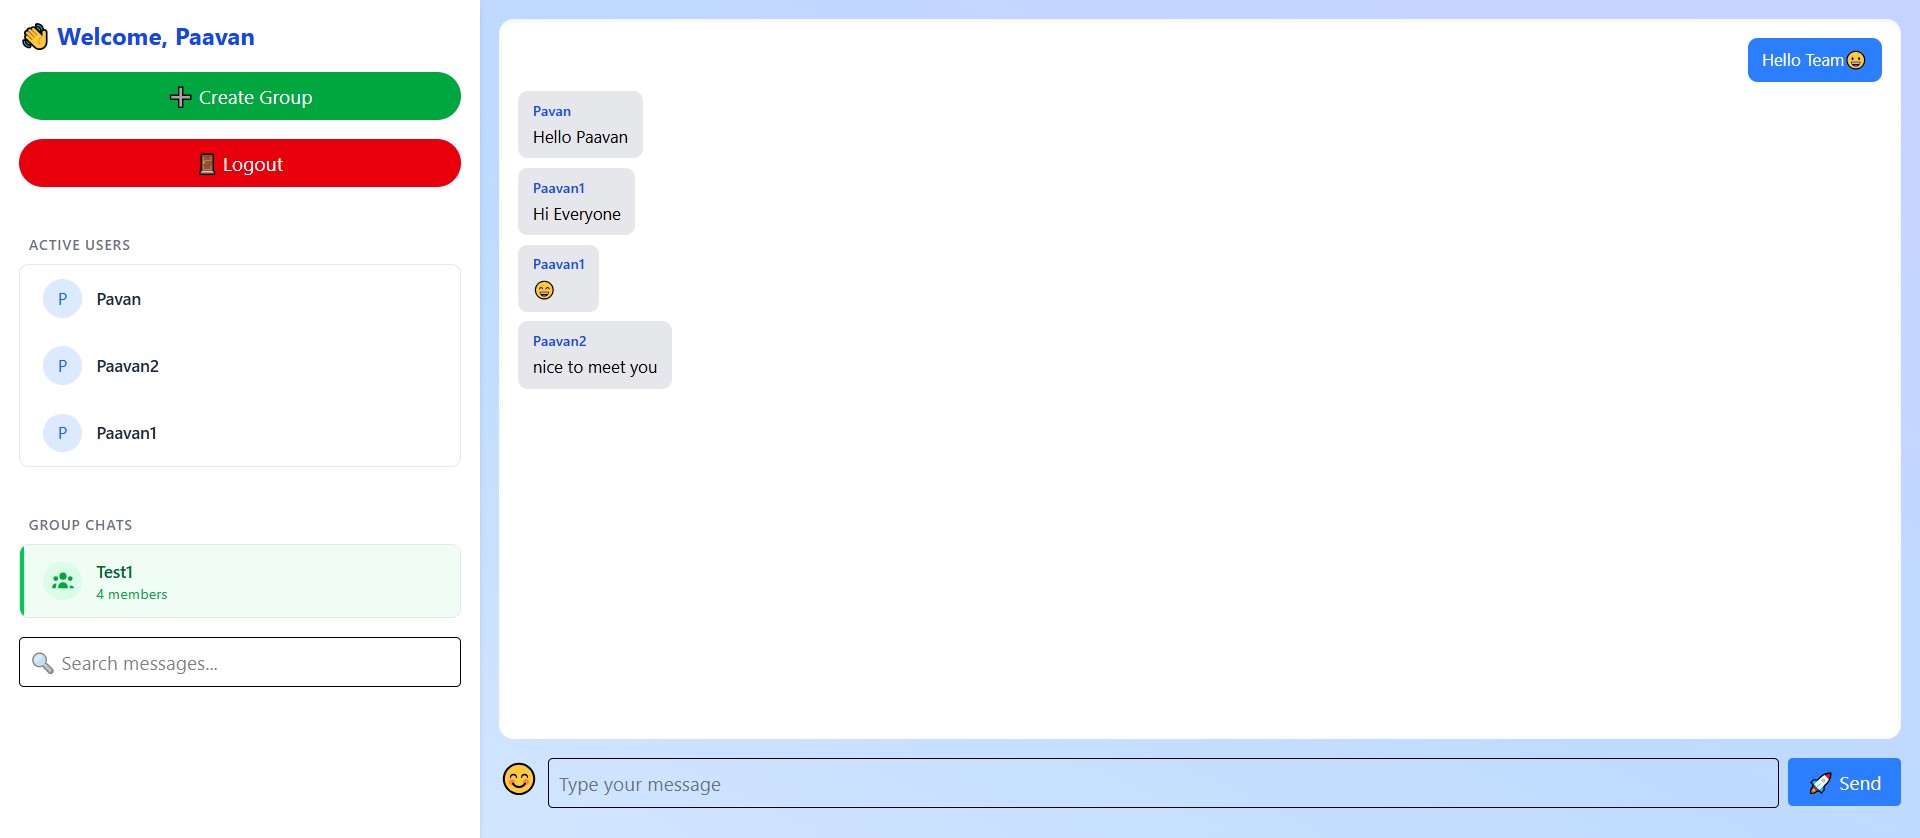 👋 Welcome, Paavan
➕ Create Group
🚪 Logout
ACTIVE USERS
P Pavan
P Paavan2
P Paavan1
GROUP CHATS
Test1
4 members
🔍 Search messages...
Hello Team😀
Pavan
Hello Paavan
Paavan1
Hi Everyone
Paavan1
😄
Paavan2
nice to meet you
😊 Type your message
🚀 Send